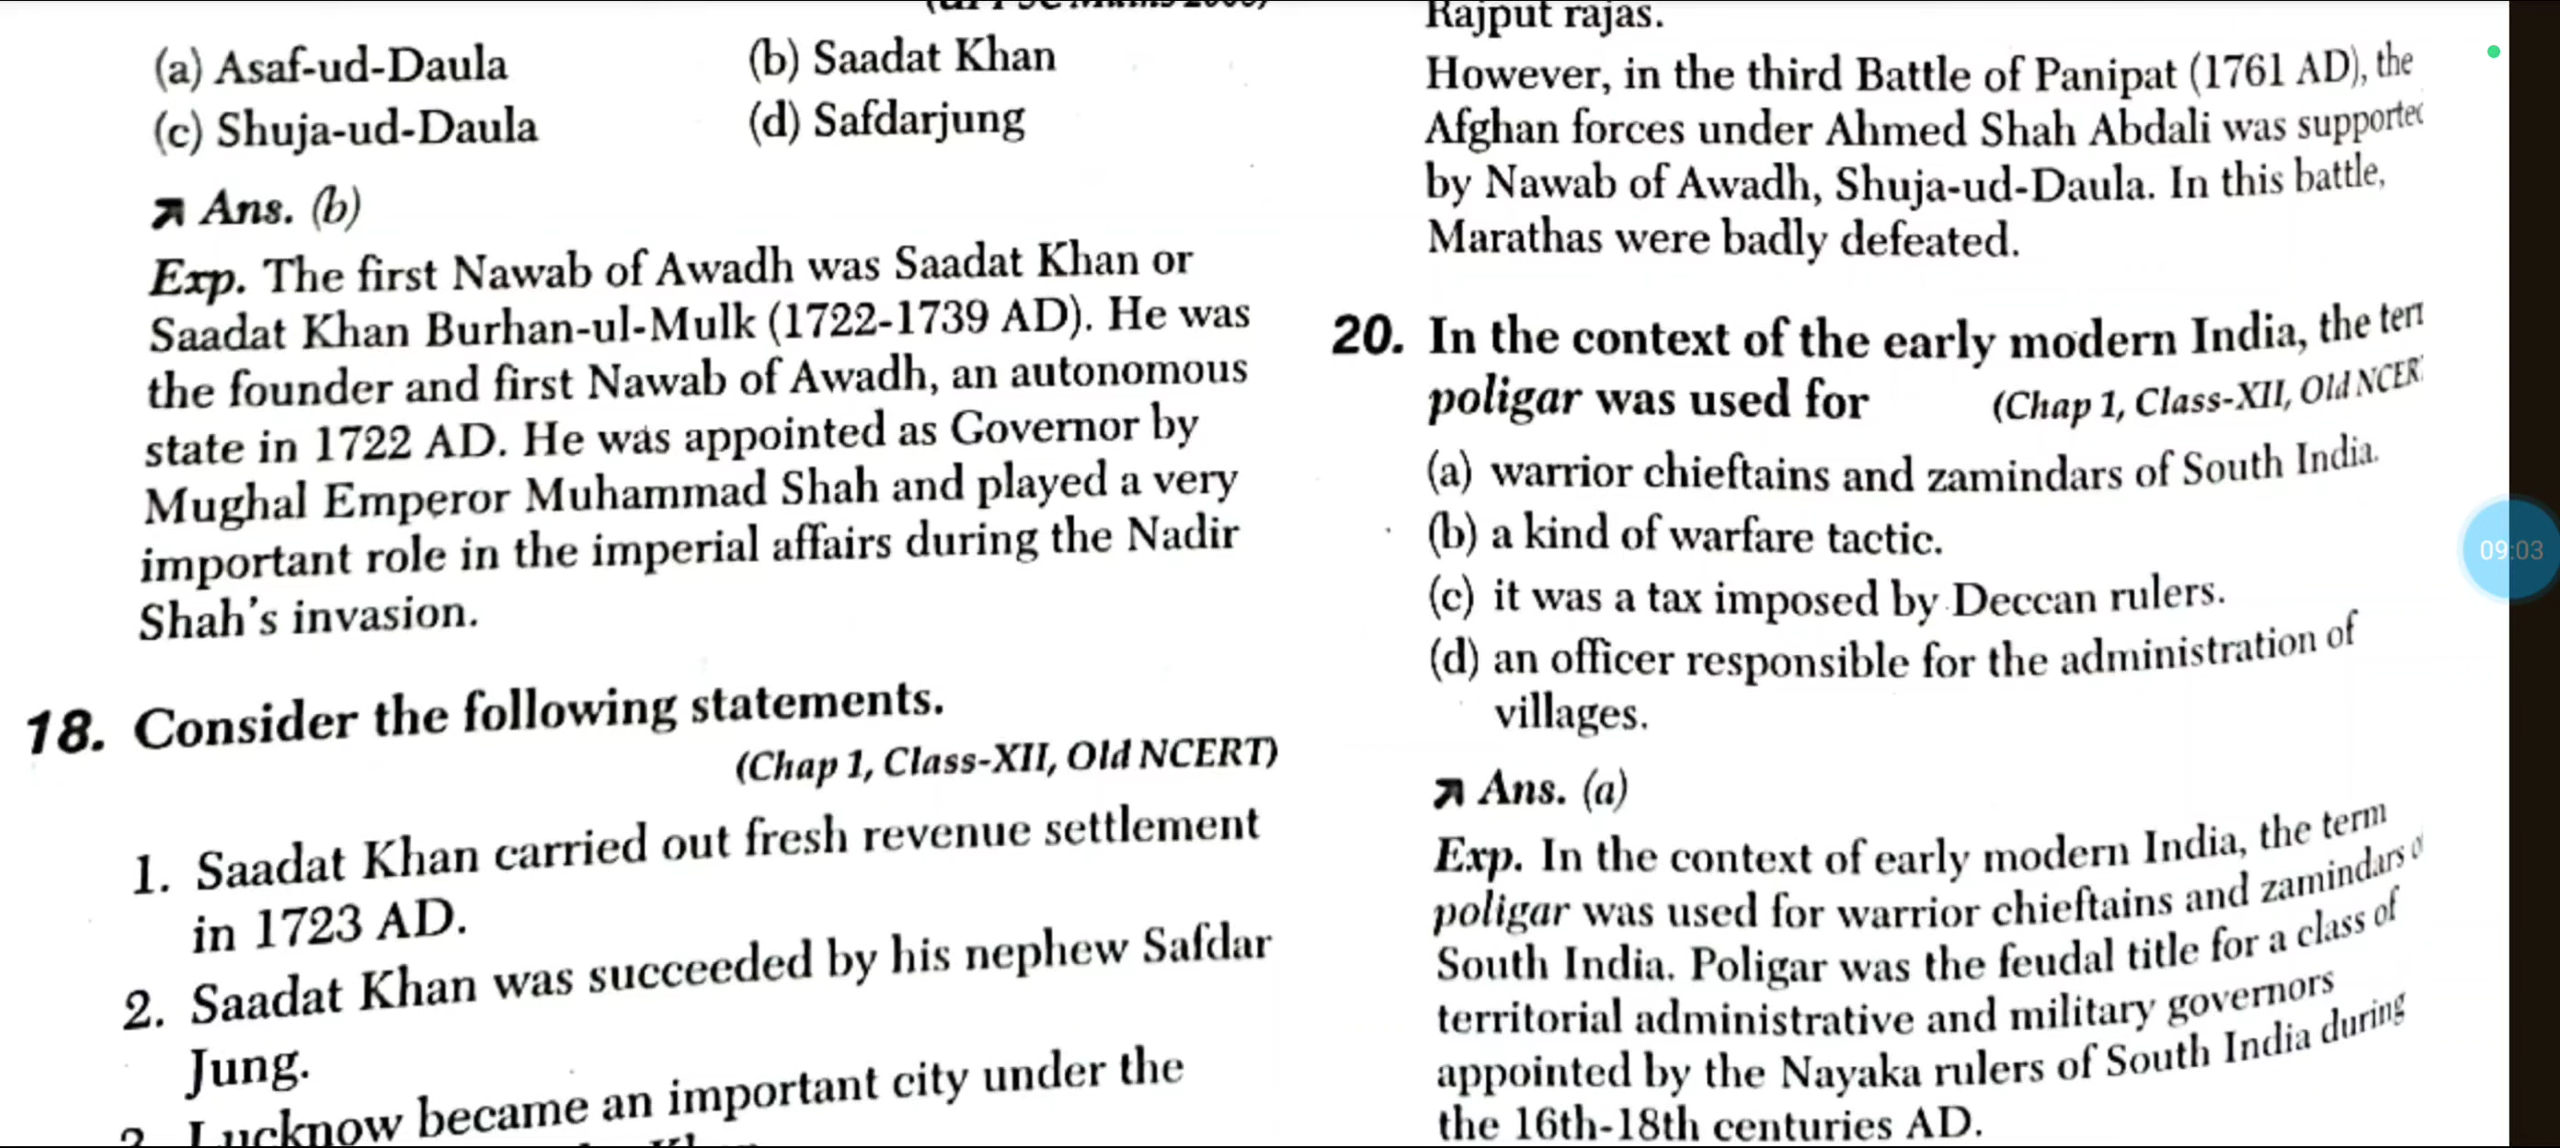 (a) Asaf-ud-Daula (b) Saadat Khan
(c) Shuja-ud-Daula (d) Safdarjung
Ans. (b)
Exp. The first Nawab of Awadh was Saadat Khan or
Saadat Khan Burhan-ul-Mulk (1722-1739 AD). He was
the founder and first Nawab of Awadh, an autonomous
state in 1722 AD. He was appointed as Governor by
Mughal Emperor Muhammad Shah and played a very
important role in the imperial affairs during the Nadir
Shah's invasion.
18. Consider the following statements.
(Chap 1, Class-XII, Old NCERT)
1. Saadat Khan carried out fresh revenue settlement
in 1723 AD.
2. Saadat Khan was succeeded by his nephew Safdar
Jung.
Lucknow became an important city under the
Rajput rajas.
However, in the third Battle of Panipat (1761 AD), the
Afghan forces under Ahmed Shah Abdali was supported
by Nawab of Awadh, Shuja-ud-Daula. In this battle,
Marathas were badly defeated.
20. In the context of the early modern India, the
poligar was used for (Chap 1, Class-XII, Old NCER
(a) warrior chieftains and zamindars of South India.
(b) a kind of warfare tactic.
(c) it was a tax imposed by Deccan rulers.
(d) an officer responsible for the administration of
villages.
Ans. (a)
Exp. In the context of early modern India, the term
poligar was used for warrior chieftains and zamindars
South India. Poligar was the feudal title for a class of
territorial administrative and military governors
appointed by the Nayaka rulers of South India during
the 16th-18th centuries AD.
09:03